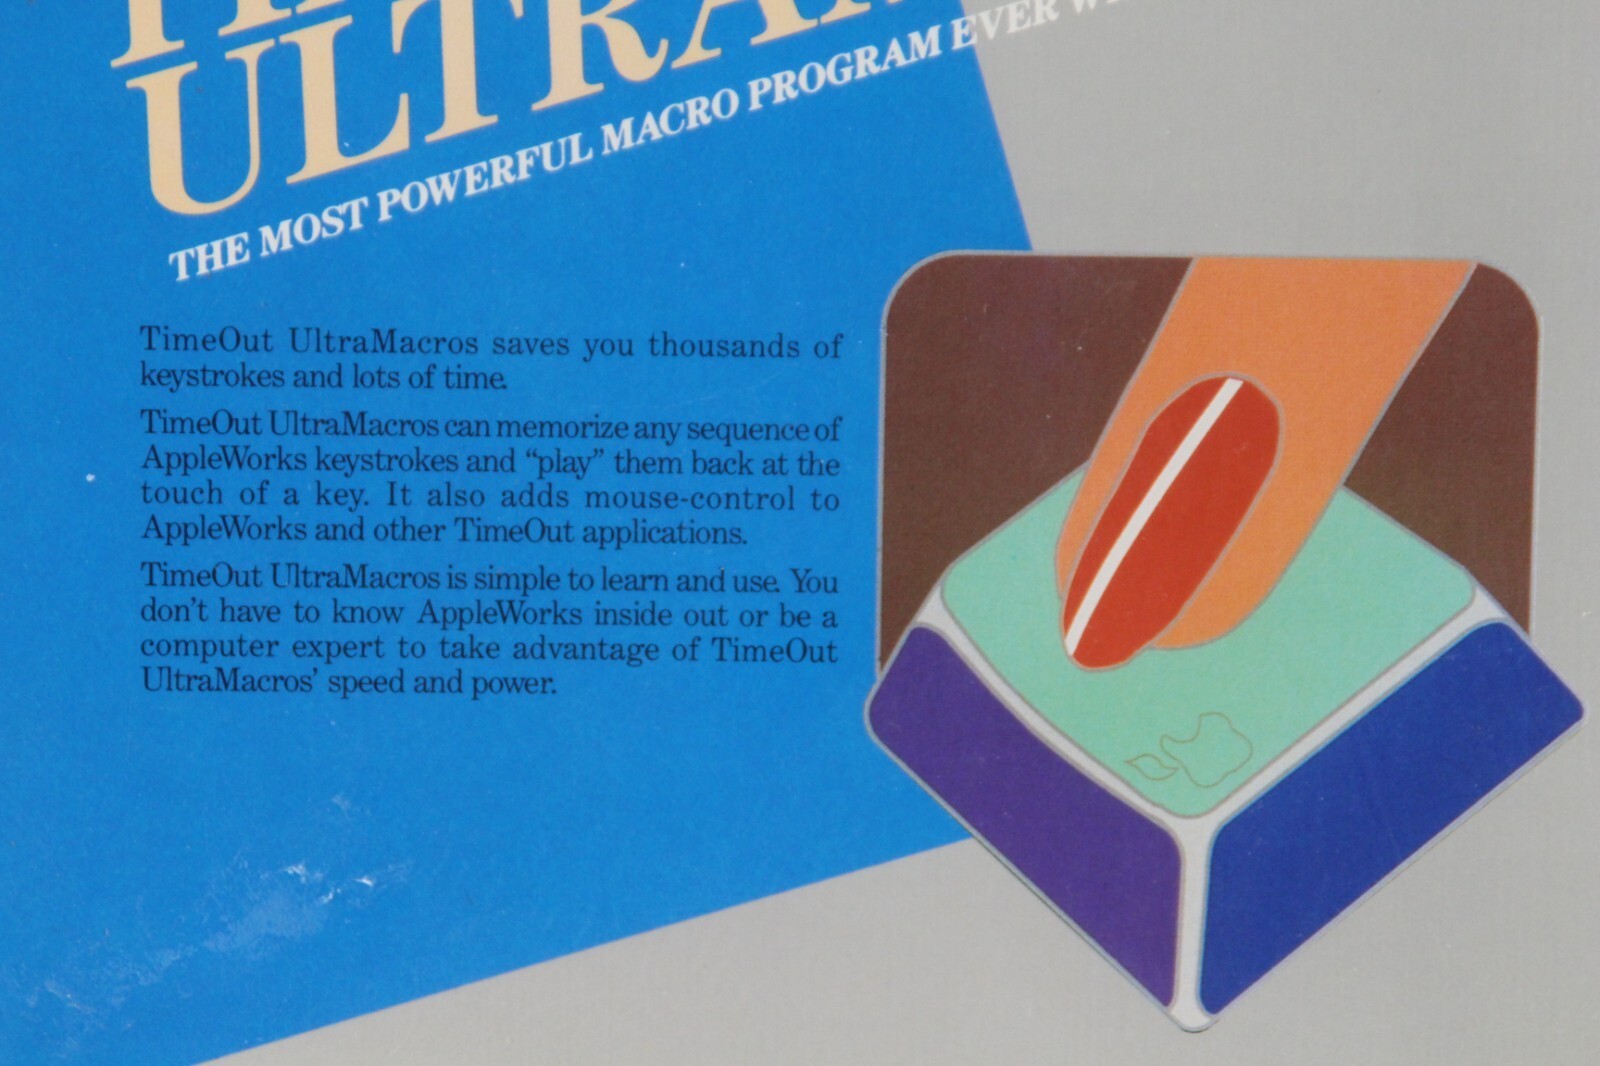 ULTRAM
THE MOST POWERFUL MACRO PROGRAM EVER
TimeOut UltraMacros saves you thousands of
keystrokes and lots of time.
TimeOut UltraMacros can memorize any sequence of
AppleWorks keystrokes and “play” them back at the
touch of a key. It also adds mouse-control to
AppleWorks and other TimeOut applications.
TimeOut UltraMacros is simple to learn and use. You
don't have to know AppleWorks inside out or be a
computer expert to take advantage of TimeOut
UltraMacros' speed and power.